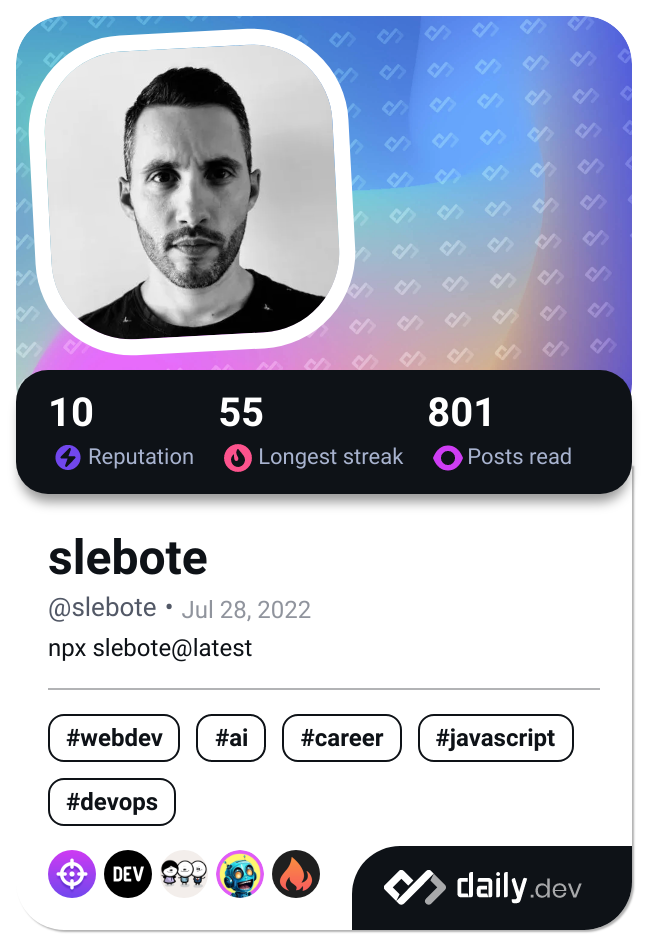 10 55 801
Reputation Longest streak Posts read
slebote
@slebote • Jul 28, 2022
npx slebote@latest
#webdev #ai #career #javascript
#devops
DEV daily.dev